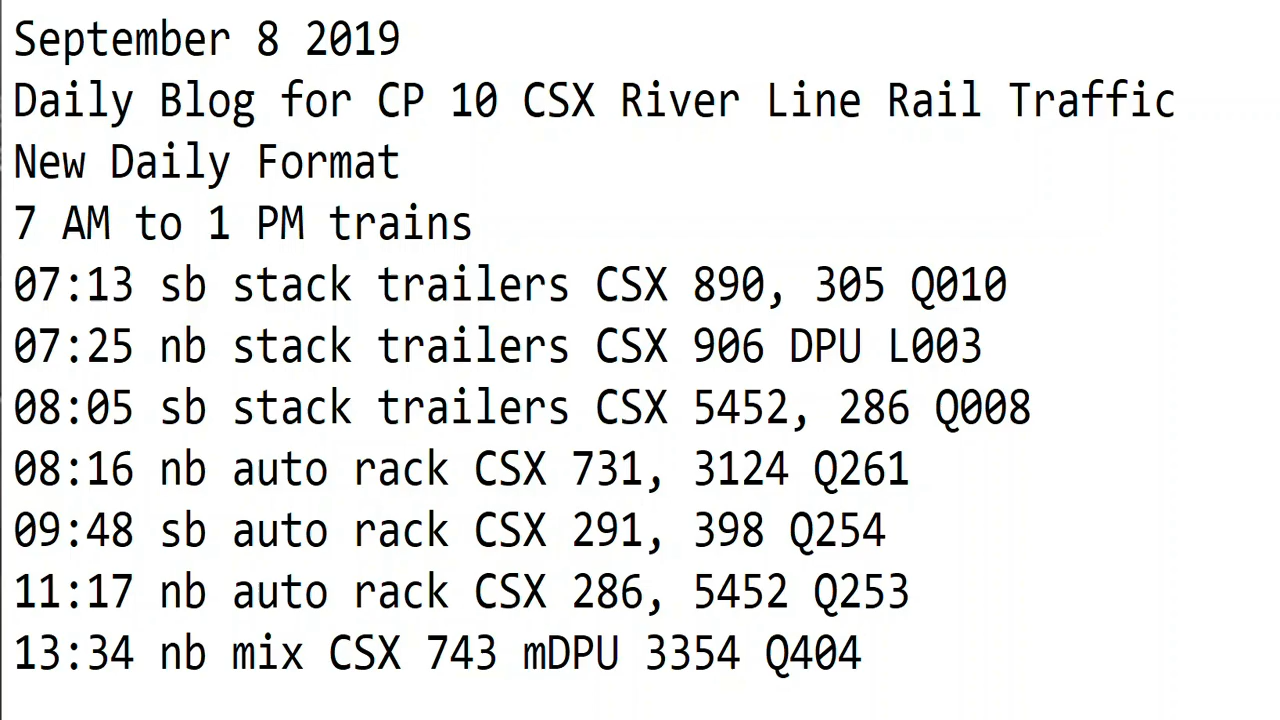 September 8 2019
Daily Blog for CP 10 CSX River Line Rail Traffic
New Daily Format
7 AM to 1 PM trains
07:13 sb stack trailers CSX 890, 305 Q010
07:25 nb stack trailers CSX 906 DPU L003
08:05 sb stack trailers CSX 5452, 286 Q008
08:16 nb auto rack CSX 731, 3124 Q261
09:48 sb auto rack CSX 291, 398 Q254
11:17 nb auto rack CSX 286, 5452 Q253
13:34 nb mix CSX 743 mDPU 3354 Q404